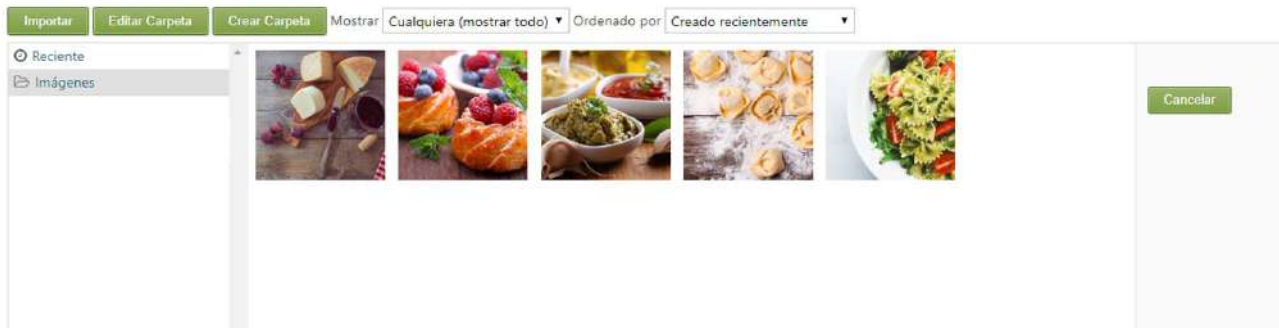 Importar Editar Carpeta Crear Carpeta Mostrar Cualquiera (mostrar todo) Ordenado por Creado recientemente
Reciente
Imágenes
Cancelar